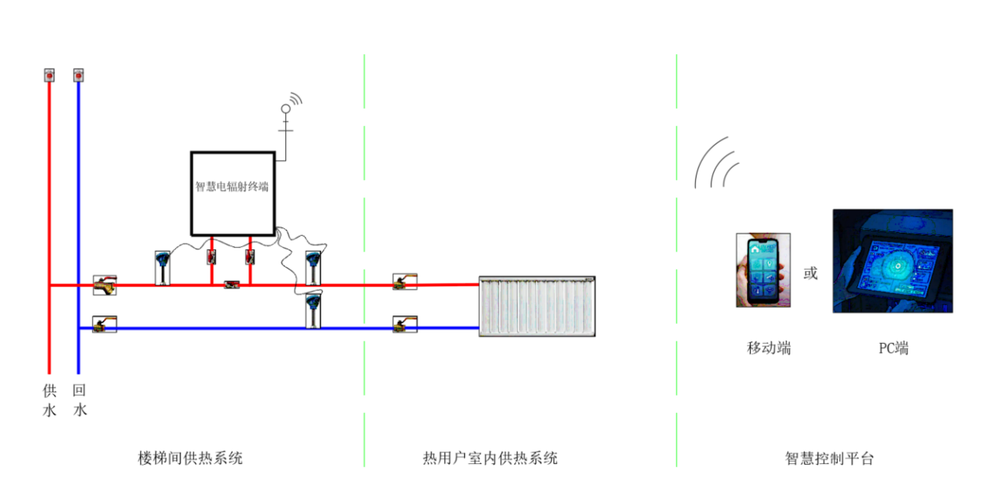 智慧电辐射终端
或
移动端
PC端
供水
回水
楼梯间供热系统
热用户室内供热系统
智慧控制平台